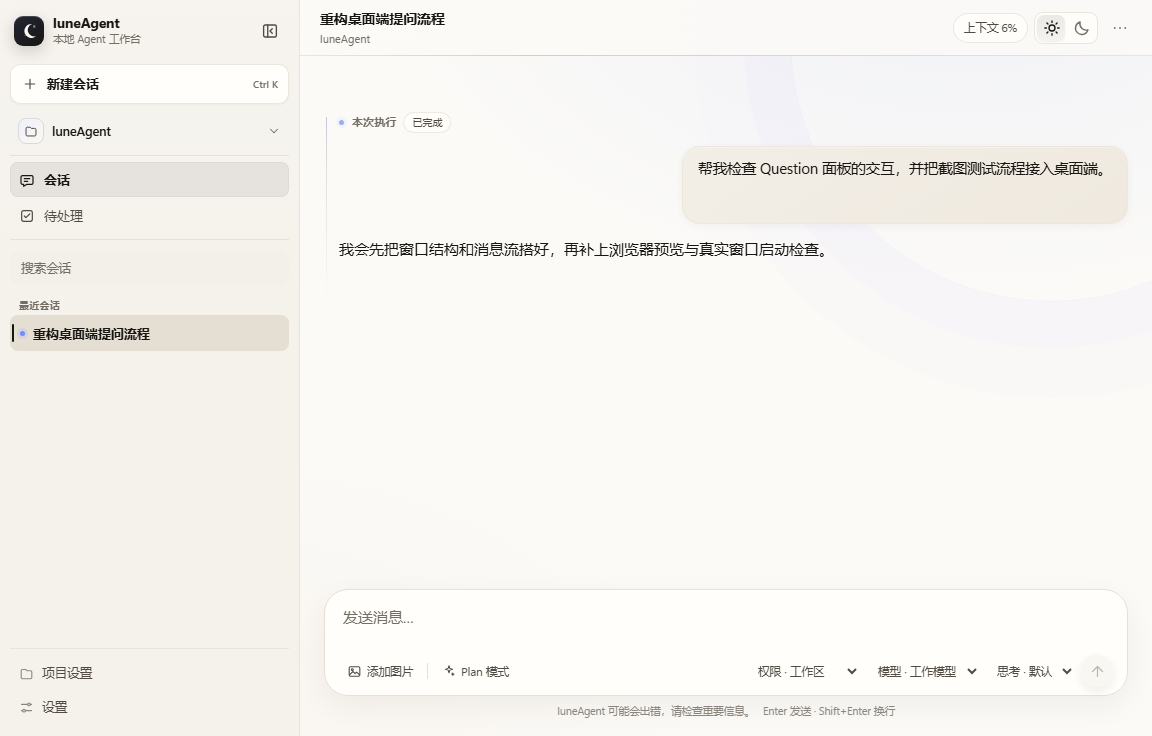 luneAgent
本地 Agent 工作台
新建会话 Ctrl K
luneAgent
会话
待处理
搜索会话
最近会话
重构桌面端提问流程
项目设置
设置
重构桌面端提问流程
luneAgent
上下文 6%
本次执行 已完成
帮我检查 Question 面板的交互，并把截图测试流程接入桌面端。
我会先把窗口结构和消息流搭好，再补上浏览器预览与真实窗口启动检查。
发送消息...
添加图片 Plan 模式 权限 · 工作区 模型 · 工作模型 思考 · 默认
luneAgent 可能会出错，请检查重要信息。 Enter 发送 · Shift+Enter 换行